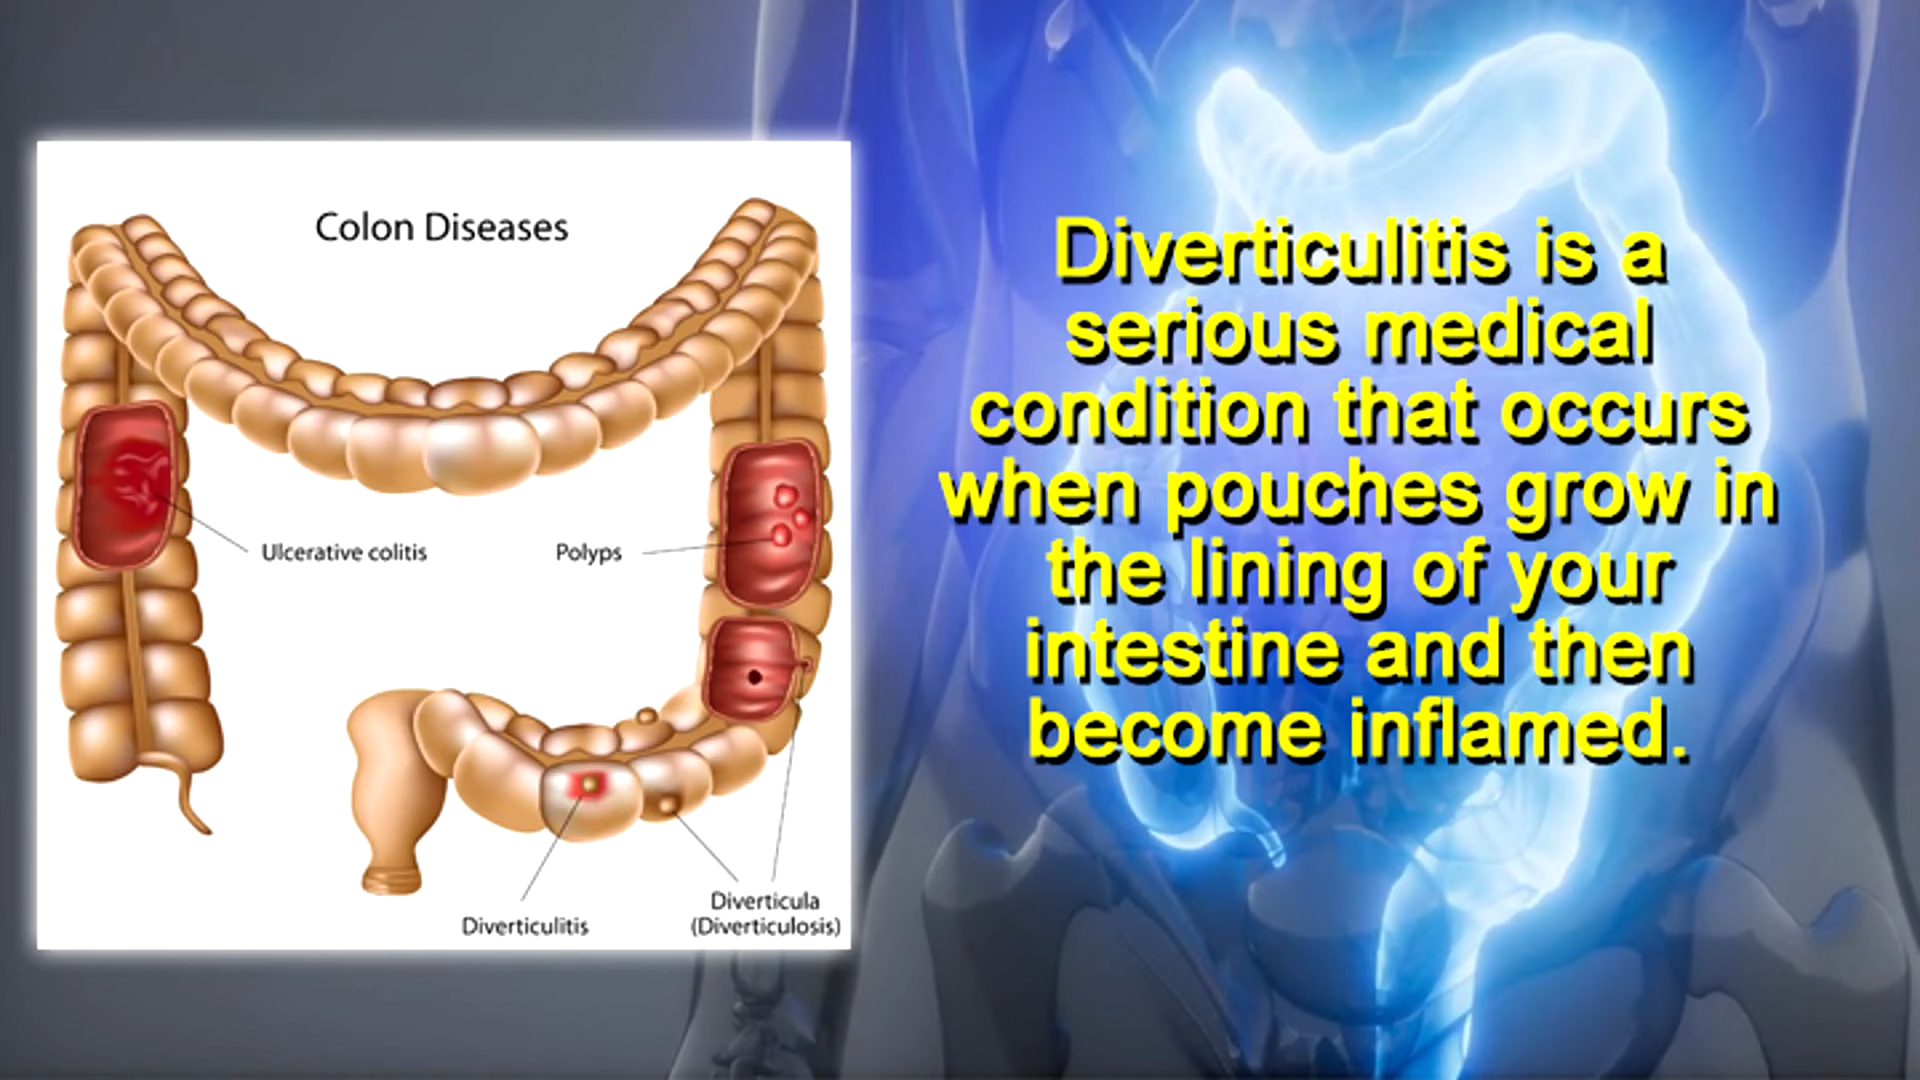 Colon Diseases
Ulcerative colitis
Polyps
Diverticulitis
Diverticula
(Diverticulosis)
Diverticulitis is a
serious medical
condition that occurs
when pouches grow in
the lining of your
intestine and then
become inflamed.